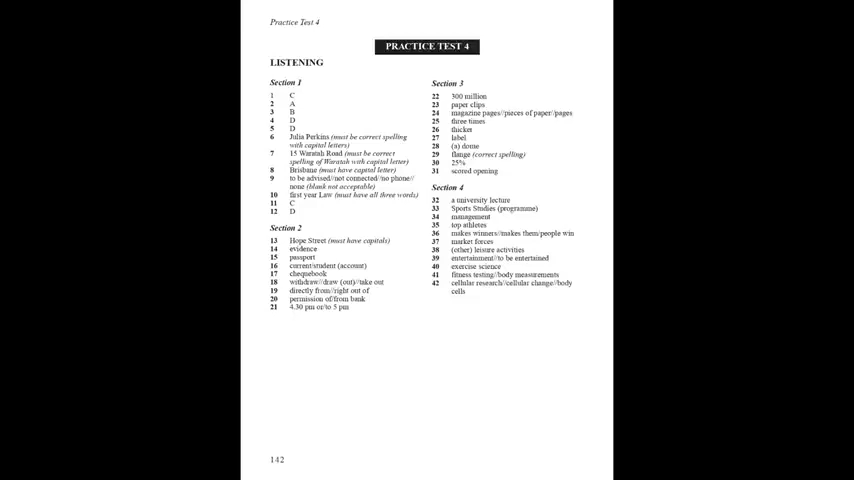 Practice Test 4
PRACTICE TEST 4
LISTENING
Section 1
1 C
2 A
3 B
4 D
5 D
6 Julia Perkins (must be correct spelling
with capital letters)
7 15 Waratah Road (must be correct
spelling of Waratah with capital letter)
8 Brisbane (must have capital letter)
9 to be advised//not connected//no phone//
none (blank not acceptable)
10 first year Law (must have all three words)
11 C
12 D
Section 2
13 Hope Street (must have capitals)
14 evidence
15 passport
16 current/student (account)
17 chequebook
18 withdraw//draw (out)//take out
19 directly from//right out of
20 permission of/from bank
21 4.30 pm or/to 5 pm
Section 3
22 300 million
23 paper clips
24 magazine pages//pieces of paper//pages
25 three times
26 thicket
27 label
28 (a) dome
29 flange (correct spelling)
30 25%
31 scored opening
Section 4
32 a university lecture
33 Sports Studies (programme)
34 management
35 top athletes
36 makes winners//makes them/people win
37 market forces
38 (other) leisure activities
39 entertainment//to be entertained
40 exercise science
41 fitness testing//body measurements
42 cellular research//cellular change//body
cells
142